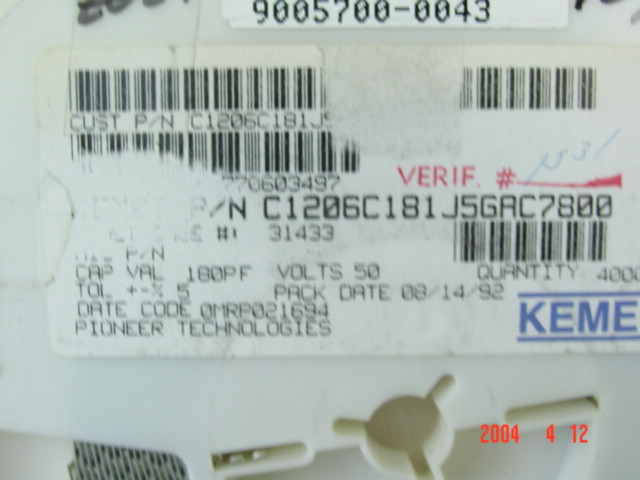 9005700-0043
CUST P/N C1206C181J5
770603497
VERIF. # 1531
P/N C1206C181J5GAC7800
#: 31433
P/N
CAP VAL 180PF VOLTS 50 QUANTITY 4000
TOL +-% 5 PACK DATE 08/14/92
DATE CODE 0MRP021694
PIONEER TECHNOLOGIES
KEME
2004 4 12